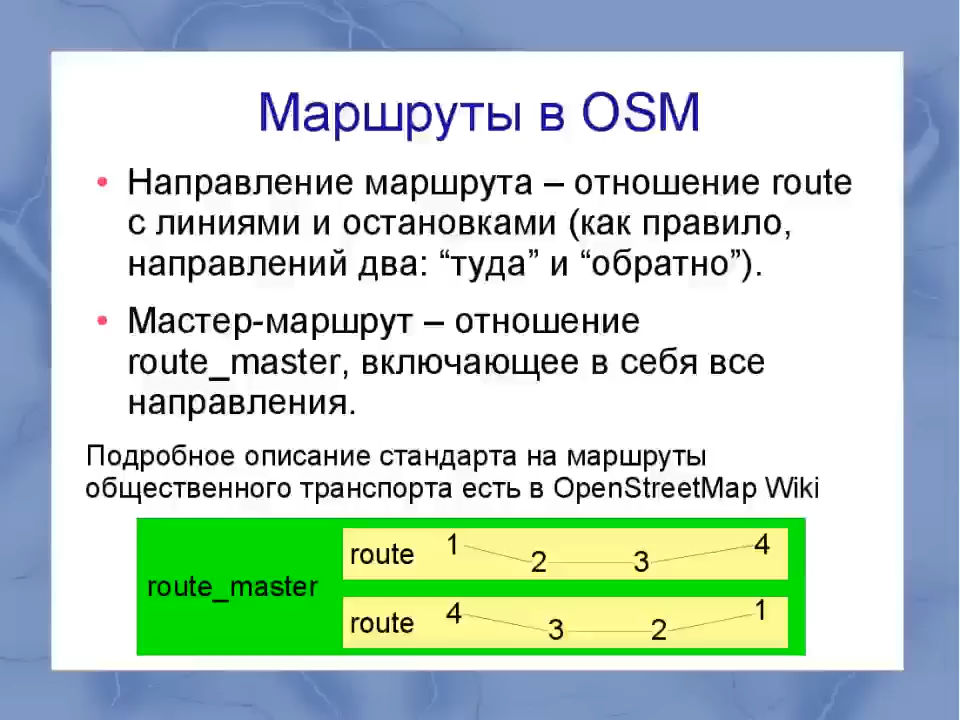 Маршруты в OSM
• Направление маршрута – отношение route
с линиями и остановками (как правило,
направлений два: “туда” и “обратно”).
• Мастер-маршрут – отношение
route_master, включающее в себя все
направления.
Подробное описание стандарта на маршруты
общественного транспорта есть в OpenStreetMap Wiki
route 1 2 3 4
route_master
route 4 3 2 1